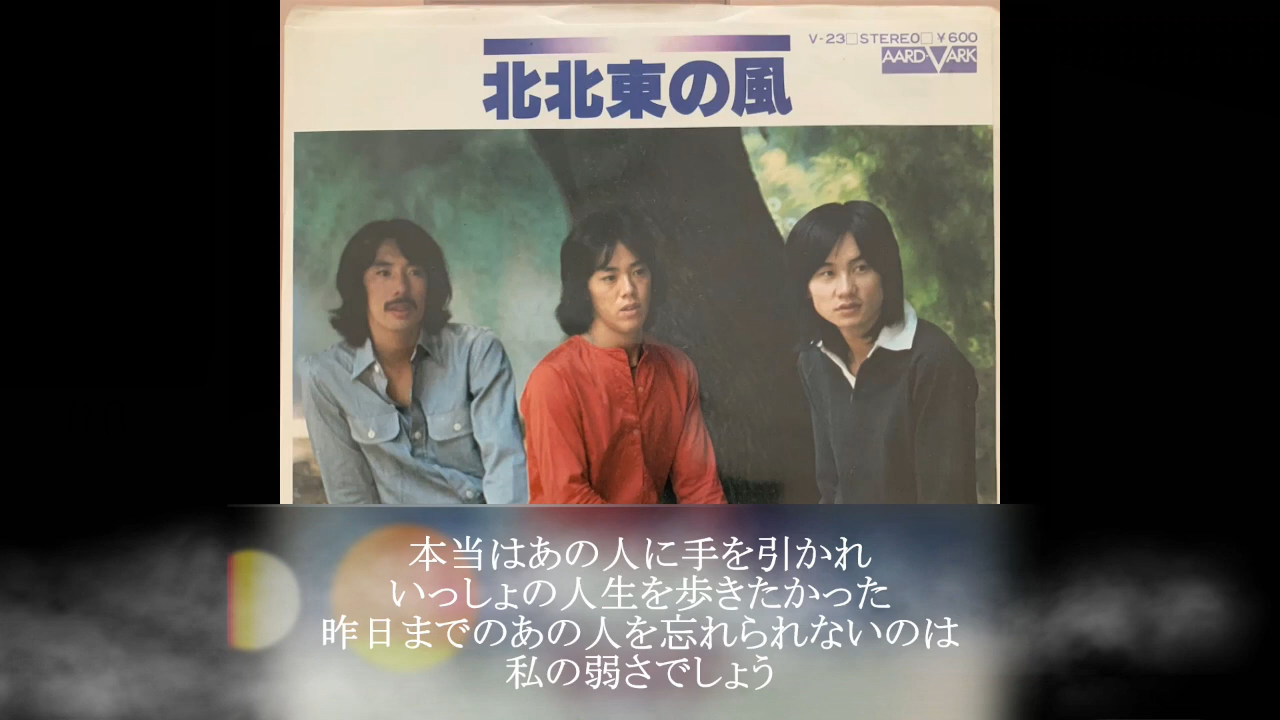 V-23□STEREO□¥600
AARD-VARK
北北東の風
本当はあの人に手を引かれ
いっしょの人生を歩きたかった
昨日までのあの人を忘れられないのは
私の弱さでしょう